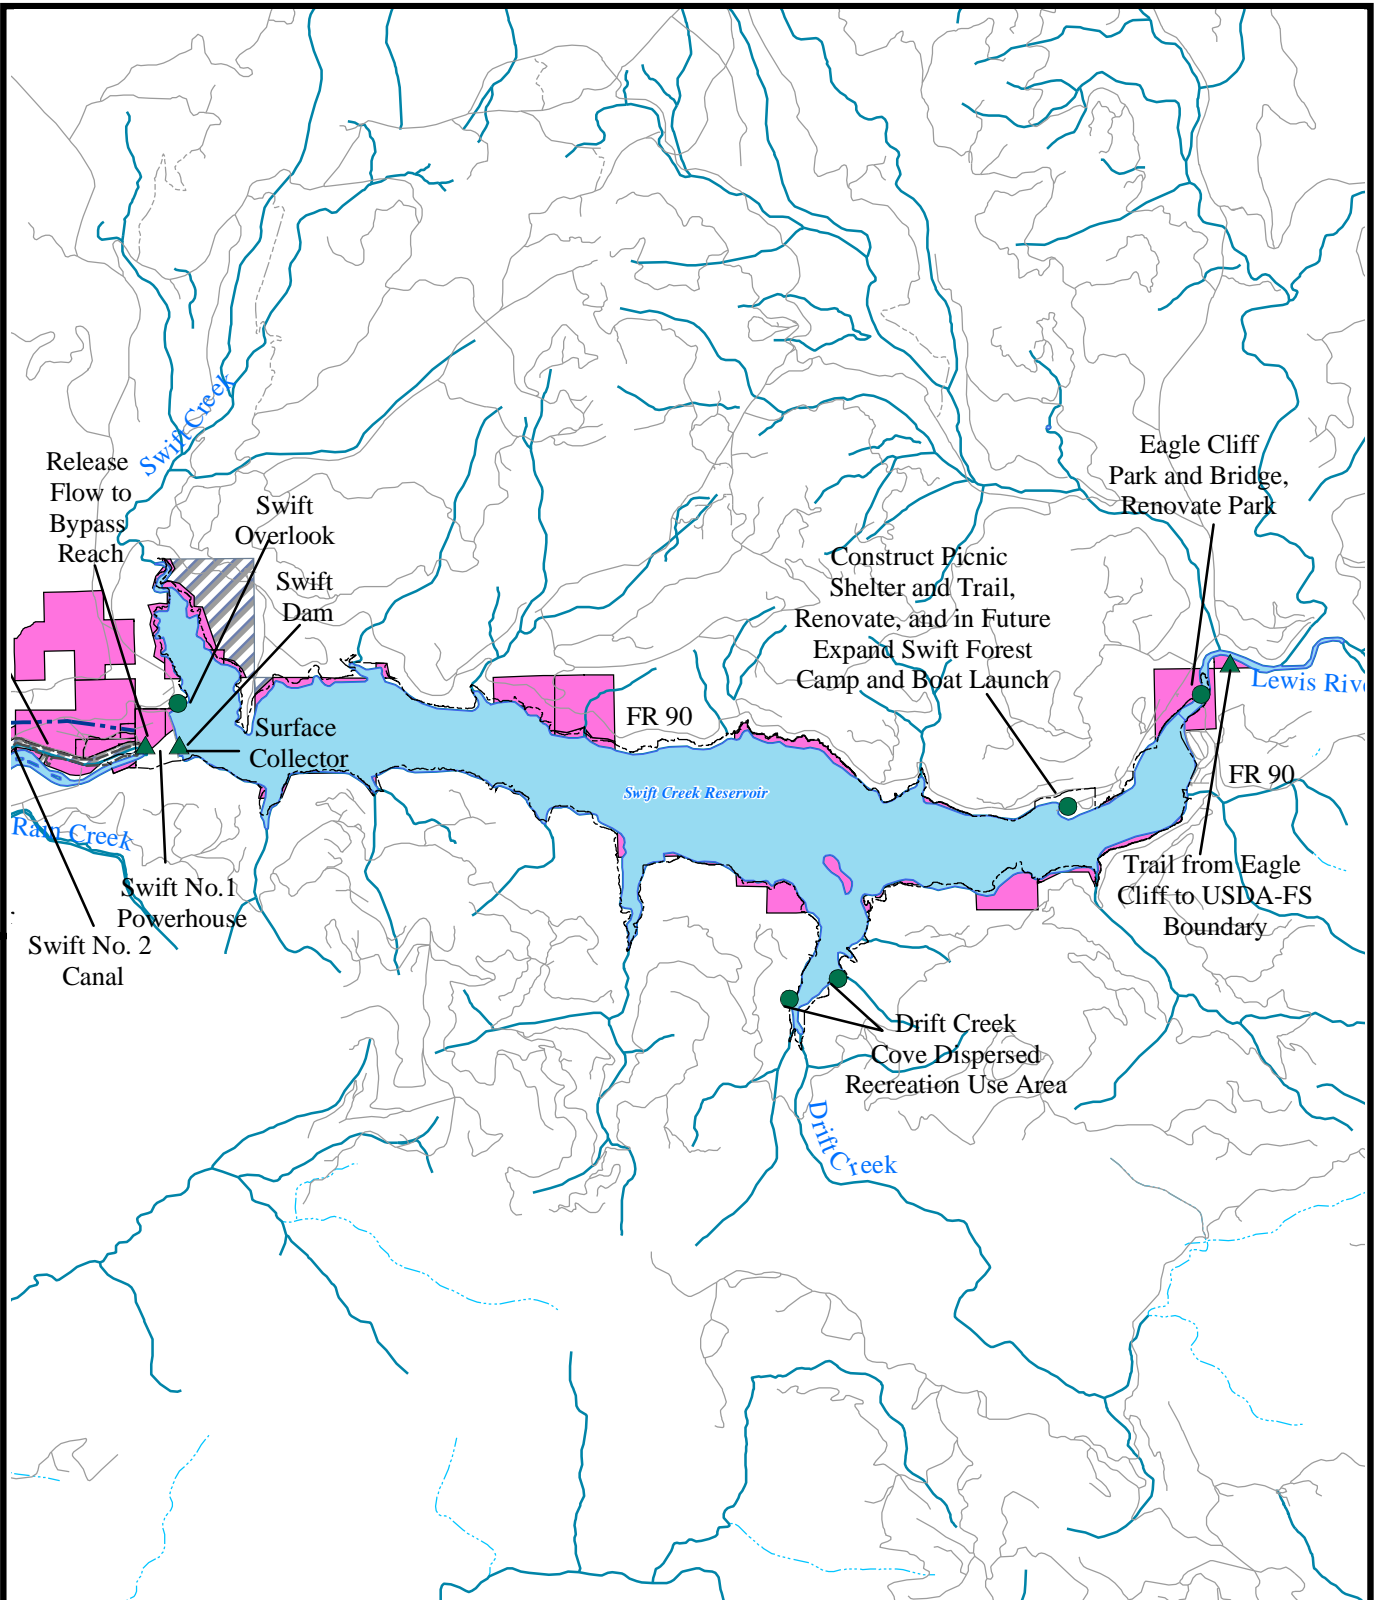 Swift Creek
Release
Flow to
Bypass
Reach
Swift
Overlook
Swift
Dam
Eagle Cliff
Park and Bridge,
Renovate Park
Construct Picnic
Shelter and Trail,
Renovate, and in Future
Expand Swift Forest
Camp and Boat Launch
Lewis Rive
FR 90
Surface
Collector
FR 90
Swift Creek Reservoir
Rain Creek
Swift No.1
Powerhouse
Swift No. 2
Canal
Trail from Eagle
Cliff to USDA-FS
Boundary
Drift Creek
Cove Dispersed
Recreation Use Area
Drift Creek